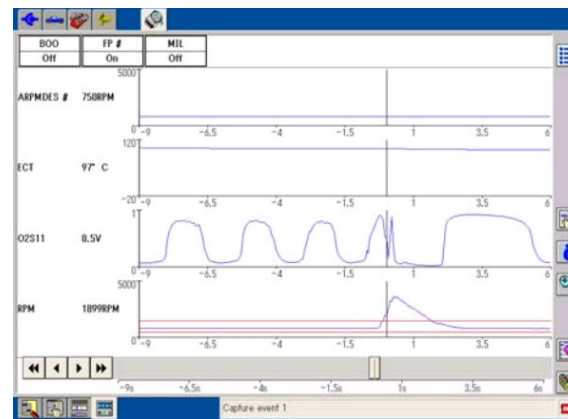 BOO FP # MIL
Off On Off
5000
ARPMDES # 750RPM
0 -9 -6.5 -4 -1.5 1 3.5 6
120
ECT 97° C
-20 -9 -6.5 -4 -1.5 1 3.5 6
1
O2S11 0.5V
0 -9 -6.5 -4 -1.5 1 3.5 6
5000
RPM 1899RPM
0 -9 -6.5 -4 -1.5 1 3.5 6
-9s -6.5s -4s -1.5s 1s 3.5s 6s
Capture event 1